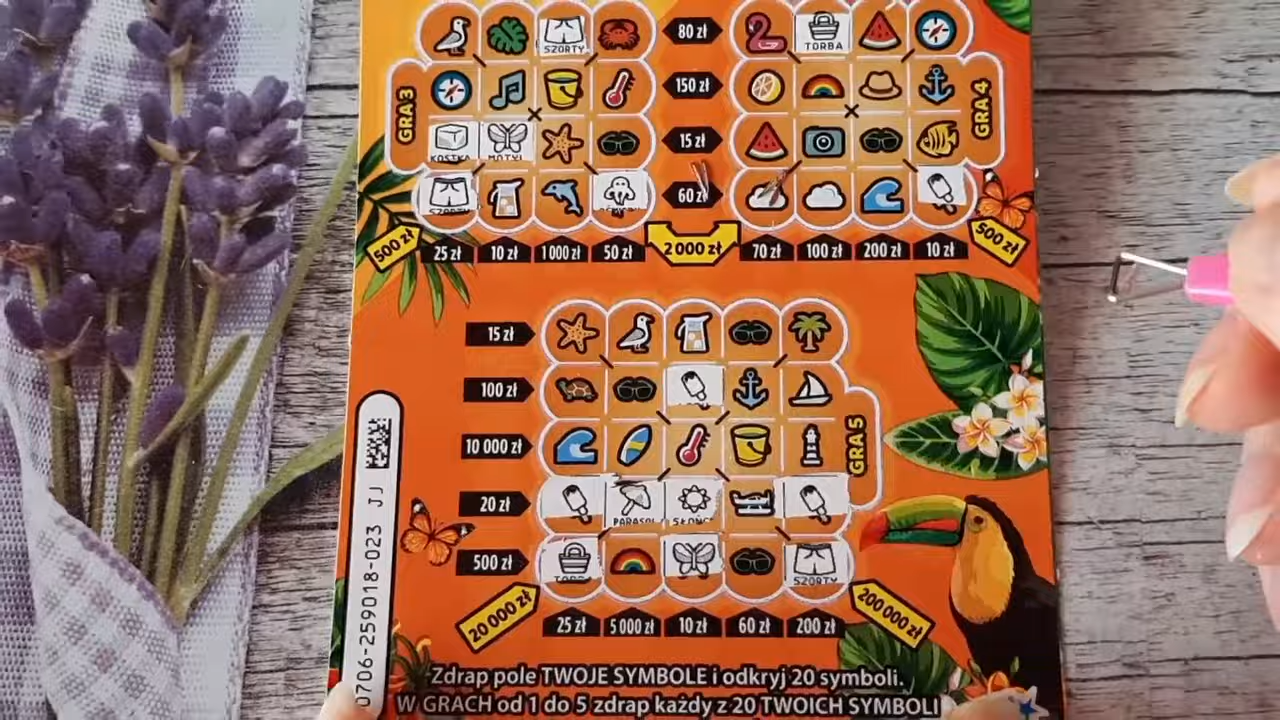 SZORTY
80 zł
TORBA
GRA 3
150 zł
GRA 4
KOSTKA
MOTYL
15 zł
SZORTY
60 zł
500 zł
25 zł
10 zł
1 000 zł
50 zł
2 000 zł
70 zł
100 zł
200 zł
10 zł
500 zł
15 zł
100 zł
10 000 zł
GRA 5
20 zł
PARASOL
SŁOŃCE
500 zł
TORBA
SZORTY
20 000 zł
25 zł
5 000 zł
10 zł
60 zł
200 zł
200 000 zł
0706-259018-023 JJ
Zdrap pole TWOJE SYMBOLE i odkryj 20 symboli.
W GRACH od 1 do 5 zdrap każdy z 20 TWOICH SYMBOLI